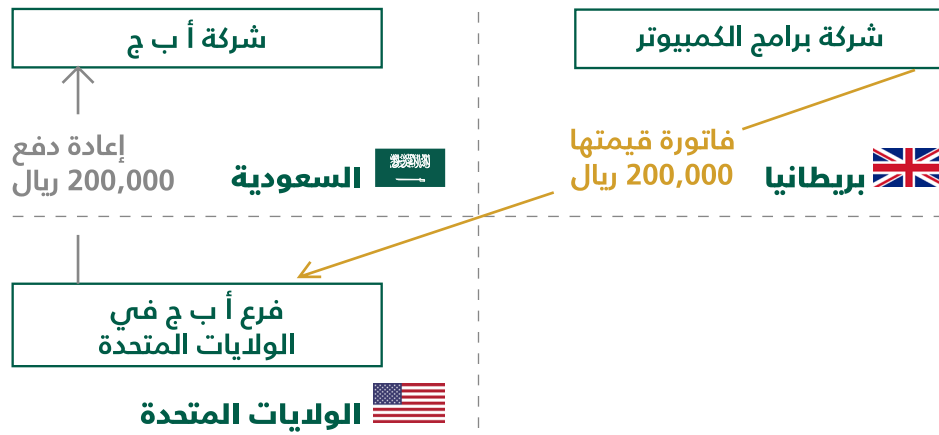 شركة برامج الكمبيوتر
شركة أ ب ج
فاتورة قيمتها
200,000 ريال
بريطانيا
السعودية
إعادة دفع
200,000 ريال
فرع أ ب ج في
الولايات المتحدة
الولايات المتحدة